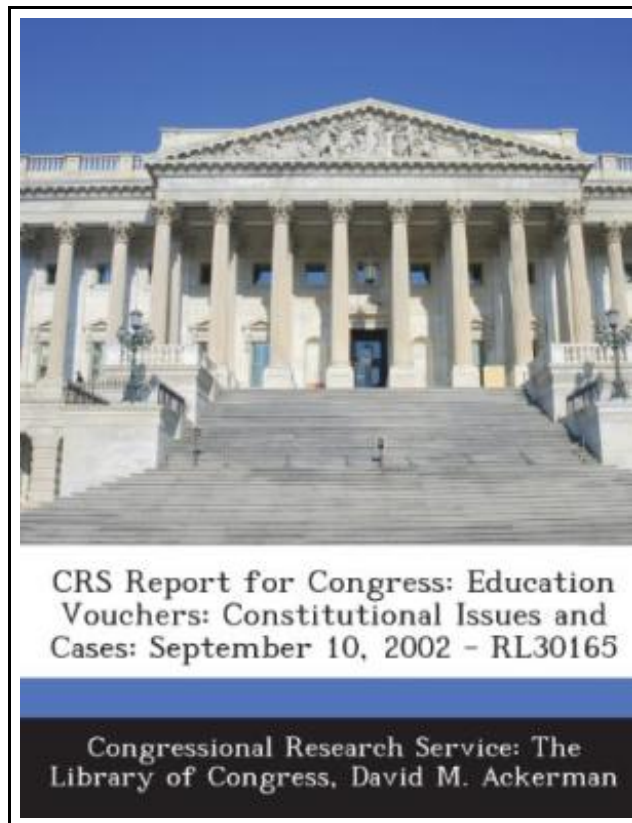 CRS Report for Congress: Education
Vouchers: Constitutional Issues and
Cases: September 10, 2002 - RL30165
Congressional Research Service: The
Library of Congress, David M. Ackerman